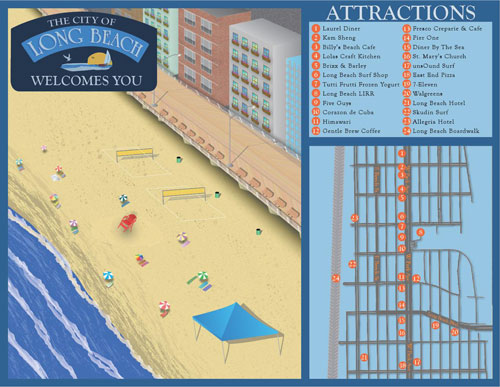 THE CITY OF
LONG BEACH
WELCOMES YOU
ATTRACTIONS
1 Laurel Diner
2 Kam Sheng
3 Billy's Beach Cafe
4 Lolas Craft Kitchen
5 Brixx & Barley
6 Long Beach Surf Shop
7 Tutti Frutti Frozen Yogurt
8 Long Beach LIRR
9 Five Guys
10 Corazon de Cuba
11 Himawari
12 Gentle Brew Coffee
13 Fresco Creparie & Cafe
14 Fire One
15 Diner By The Sea
16 St. Mary's Church
17 unsOund Surf
18 East End Pizza
19 7-Eleven
20 Walgreens
21 Long Beach Hotel
22 Skudin Surf
23 Allegria Hotel
24 Long Beach Boardwalk